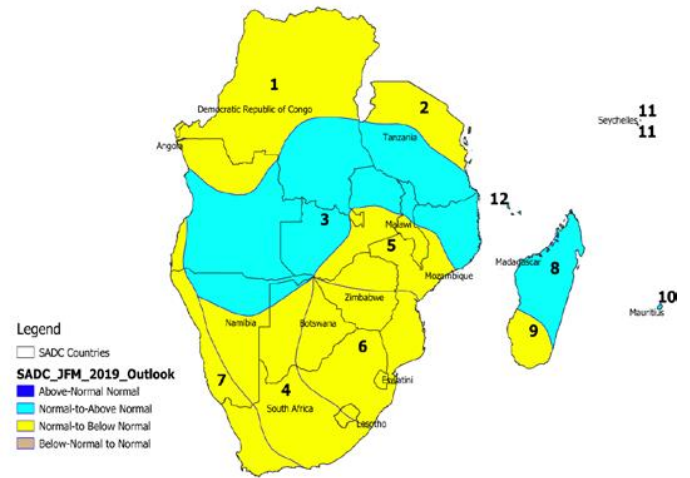 1
Democratic Republic of Congo
2
11
Seychelles
11
Angola
Tanzania
12
3
Malawi
5
Madagascar
8
Mozambique
10
Mauritius
Zimbabwe
Namibia
Botswana
9
6
7
4
Eswatini
South Africa
Lesotho
Legend
SADC Countries
SADC_JFM_2019_Outlook
Above-Normal Normal
Normal-to-Above Normal
Normal-to Below Normal
Below-Normal to Normal